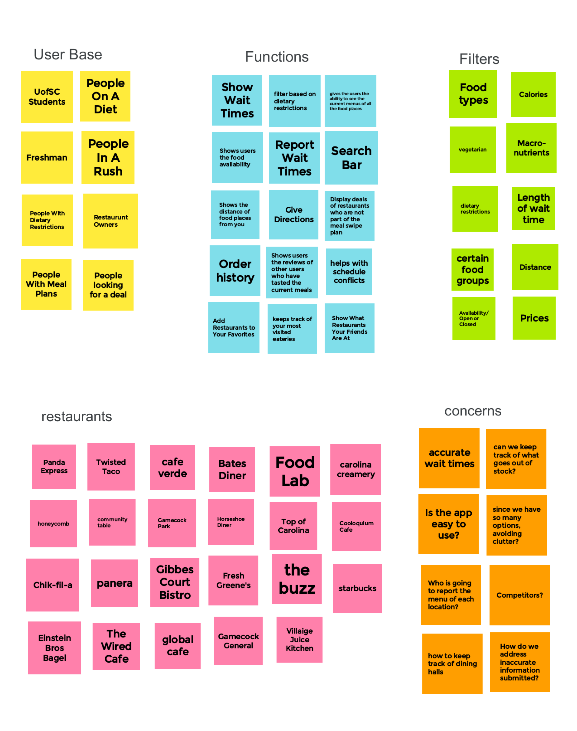 User Base
UofSC
Students
People
On A
Diet
Freshman
People
In A
Rush
People With
Dietary
Restrictions
Restaurunt
Owners
People
With Meal
Plans
People
looking
for a deal
Functions
Show
Wait
Times
filter based on
dietary
restrictions
gives the users the
ability to see the
current menus of all
the food places
Shows users
the food
availability
Report
Wait
Times
Search
Bar
Shows the
distance of
food places
from you
Give
Directions
Display deals
of restaurants
who are not
part of the
meal swipe
plan
Order
history
Shows users
the reviews of
other users
who have
tasted the
current meals
helps with
schedule
conflicts
Add
Restaurants to
Your Favorites
keeps track of
your most
visited
eateries
Show What
Restaurants
Your Friends
Are At
Filters
Food
types
Calories
vegetarian
Macro-
nutrients
dietary
restrictions
Length
of wait
time
certain
food
groups
Distance
Availability/
Open or
Closed
Prices
restaurants
Panda
Express
Twisted
Taco
cafe
verde
Bates
Diner
Food
Lab
carolina
creamery
honeycomb
community
table
Gamacock
Park
Horseshoe
Diner
Top of
Carolina
Cooloquium
Cafe
Chik-fil-a
panera
Gibbes
Court
Bistro
Fresh
Greene's
the
buzz
starbucks
Einstein
Bros
Bagel
The
Wired
Cafe
global
cafe
Gamecock
General
Villaige
Juice
Kitchen
concerns
accurate
wait times
can we keep
track of what
goes out of
stock?
Is the app
easy to
use?
since we have
so many
options,
avoiding
clutter?
Who is going
to report the
menu of each
location?
Competitors?
how to keep
track of dining
halls
How do we
address
inaccurate
information
submitted?